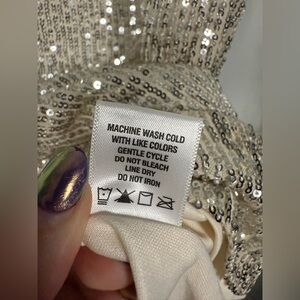 MACHINE WASH COLD
WITH LIKE COLORS
GENTLE CYCLE
DO NOT BLEACH
LINE DRY
DO NOT IRON